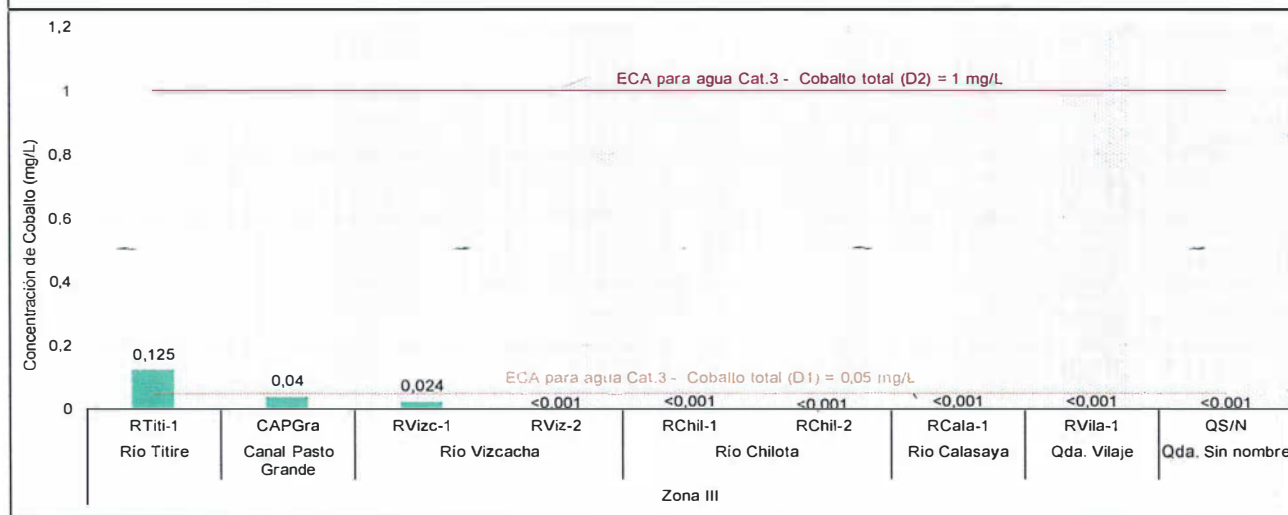 Concentración de Cobalto (mg/L)
1,2
1
0,8
0,6
0,4
0,2
0
ECA para agua Cat.3 - Cobalto total (D2) = 1 mg/L
ECA para agua Cat.3 - Coballo total (D1) = 0,05 mg/L
0,125
0,04
0,024
<0.001
<0,001
<0,001
<0,001
<0,001
<0.001
RTiti-1
CAPGra
RVizc-1
RViz-2
RChil-1
RChil-2
RCala-1
RVila-1
QS/N
Río Titire
Canal Pasto
Grande
Río Vizcacha
Río Chilota
Río Calasaya
Qda. Vilaje
Qda. Sin nombre
Zona III